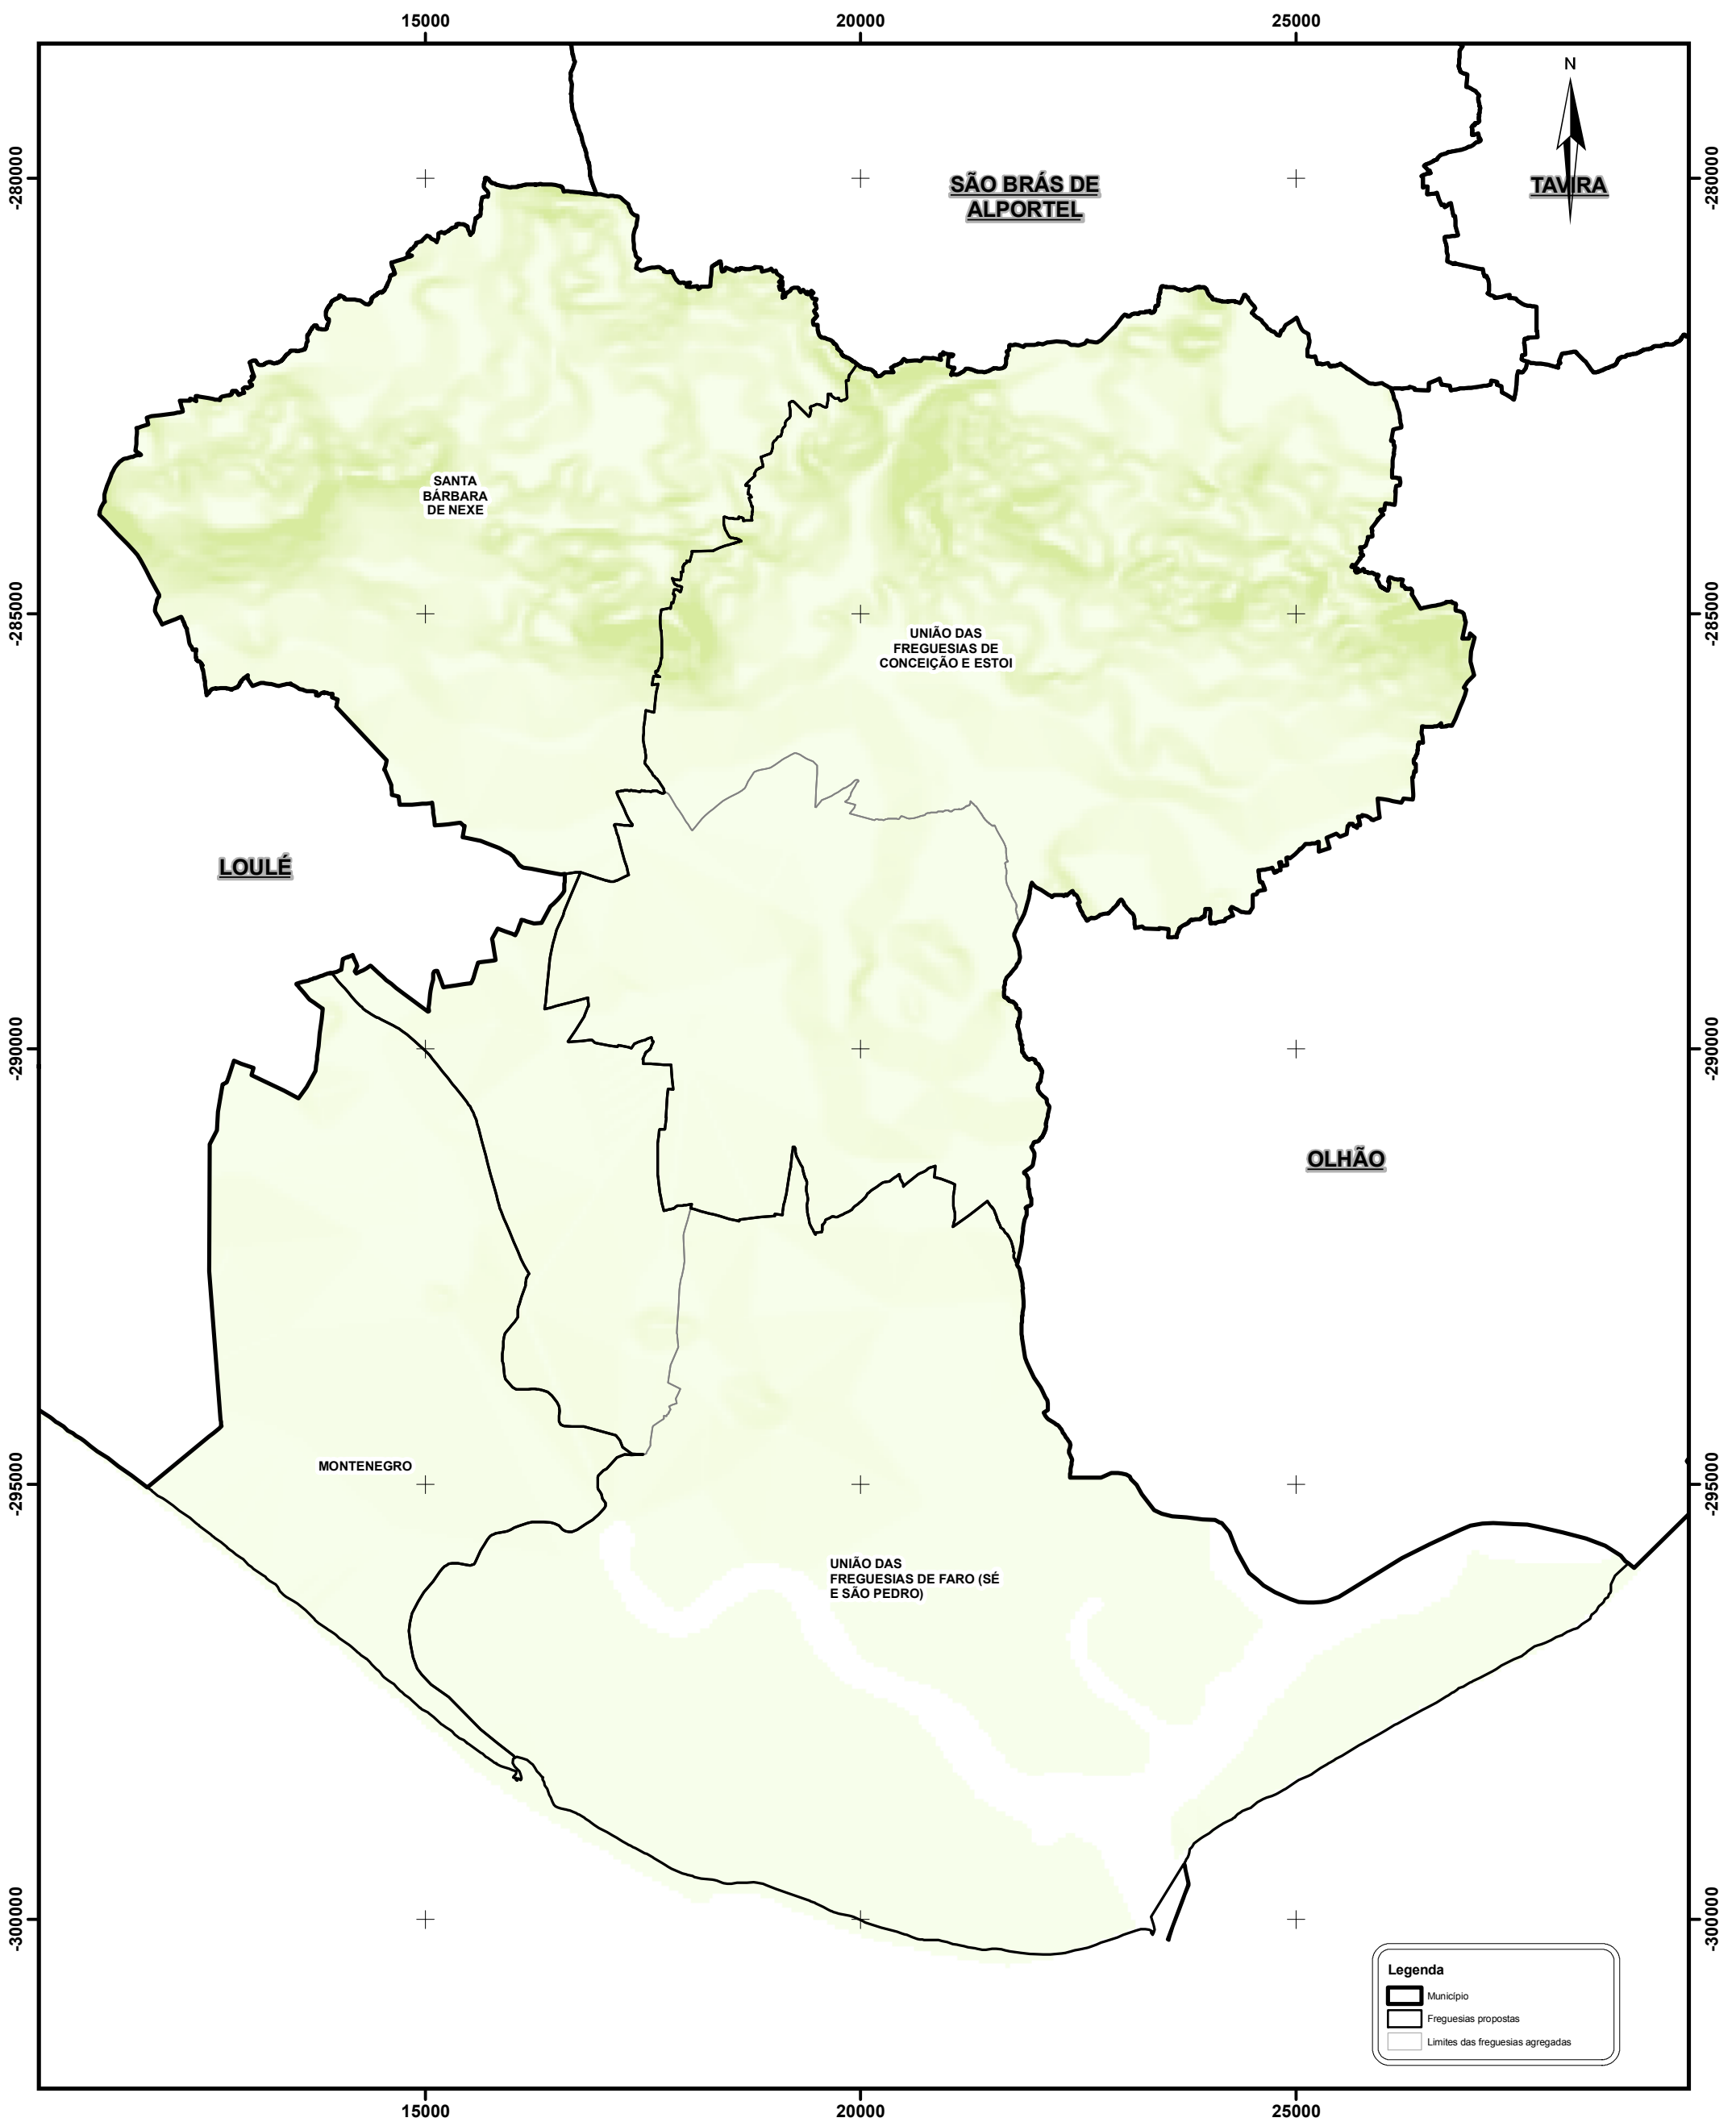 15000
20000
25000
N
-280000
-280000
SÃO BRÁS DE
ALPORTEL
TAVIRA
SANTA
BÁRBARA
DE NEXE
-285000
-285000
UNIÃO DAS
FREGUESIAS DE
CONCEIÇÃO E ESTOI
LOULÉ
-290000
-290000
OLHÃO
MONTENEGRO
-295000
-295000
UNIÃO DAS
FREGUESIAS DE FARO (SÉ
E SÃO PEDRO)
-300000
-300000
Legenda
Município
Freguesias propostas
Limites das freguesias agregadas
15000
20000
25000